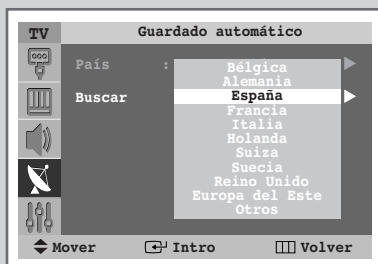 TV
Guardado automático
País :
Bélgica
Alemania
Buscar
España
Francia
Italia
Holanda
Suiza
Suecia
Reino Unido
Europa del Este
Otros
Mover Intro Volver